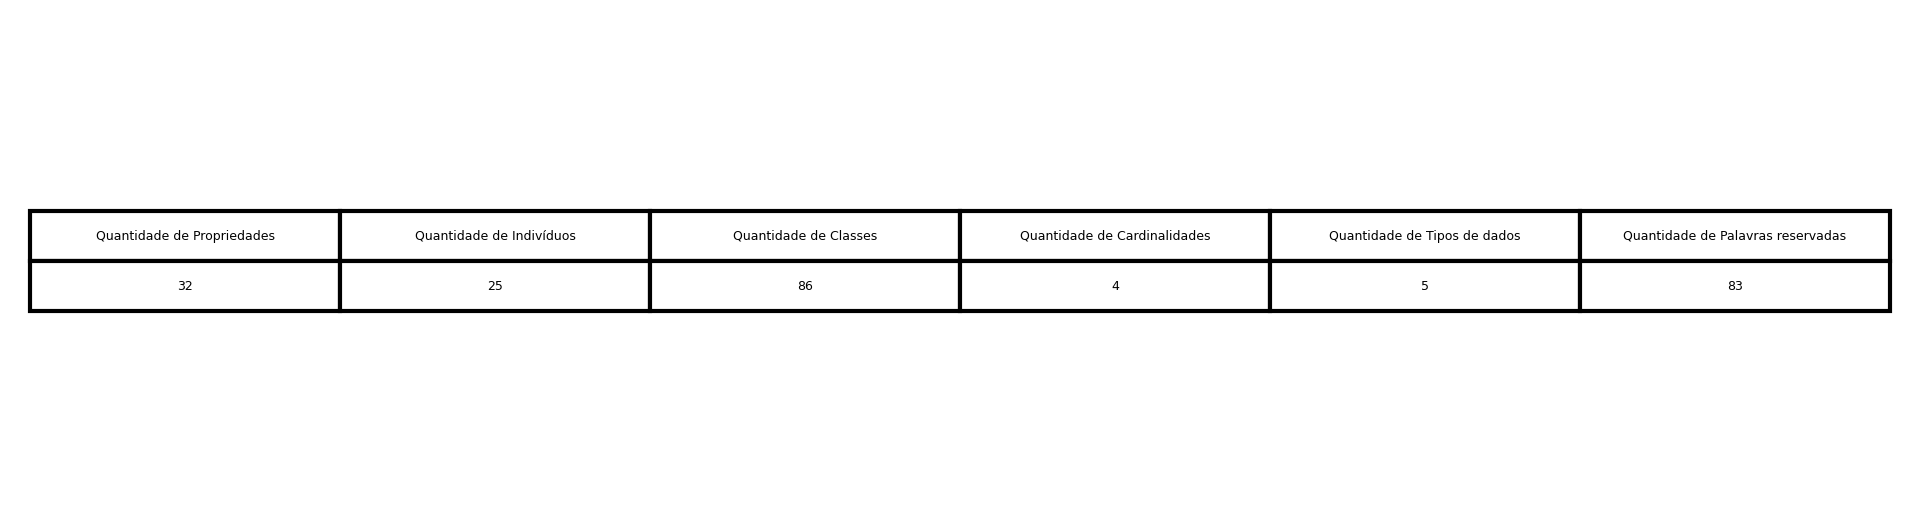 Quantidade de Propriedades Quantidade de Indivíduos Quantidade de Classes Quantidade de Cardinalidades Quantidade de Tipos de dados Quantidade de Palavras reservadas
32 25 86 4 5 83